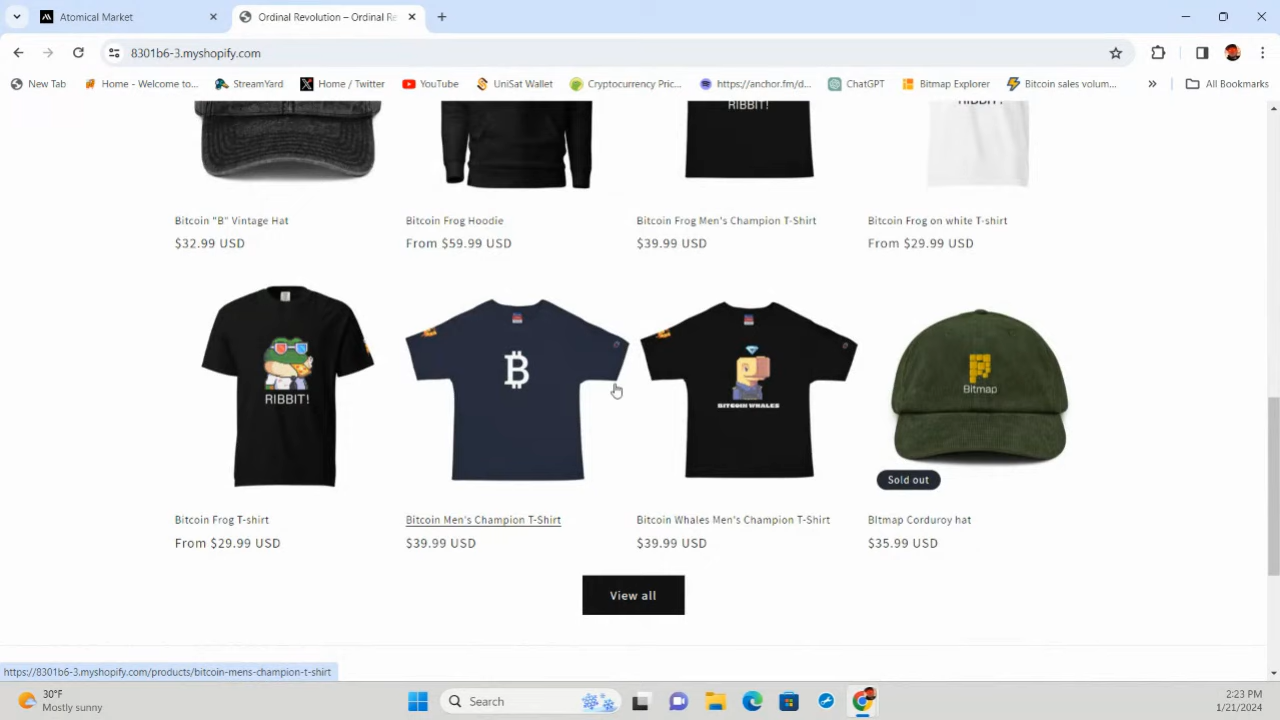 Atomical Market
Ordinal Revolution – Ordinal Re
8301b6-3.myshopify.com
New Tab
Home - Welcome to...
StreamYard
Home / Twitter
YouTube
UniSat Wallet
Cryptocurrency Pric...
https://anchor.fm/d...
ChatGPT
Bitmap Explorer
Bitcoin sales volum...
All Bookmarks
RIBBIT!
RIBBIT!
Bitcoin "B" Vintage Hat
Bitcoin Frog Hoodie
Bitcoin Frog Men's Champion T-Shirt
Bitcoin Frog on white T-shirt
$32.99 USD
From $59.99 USD
$39.99 USD
From $29.99 USD
RIBBIT!
BITCOIN WHALES
Bitmap
Sold out
Bitcoin Frog T-shirt
Bitcoin Men's Champion T-Shirt
Bitcoin Whales Men's Champion T-Shirt
BItmap Corduroy hat
From $29.99 USD
$39.99 USD
$39.99 USD
$35.99 USD
View all
https://8301b6-3.myshopify.com/products/bitcoin-mens-champion-t-shirt
30°F
Mostly sunny
Search
2:23 PM
1/21/2024